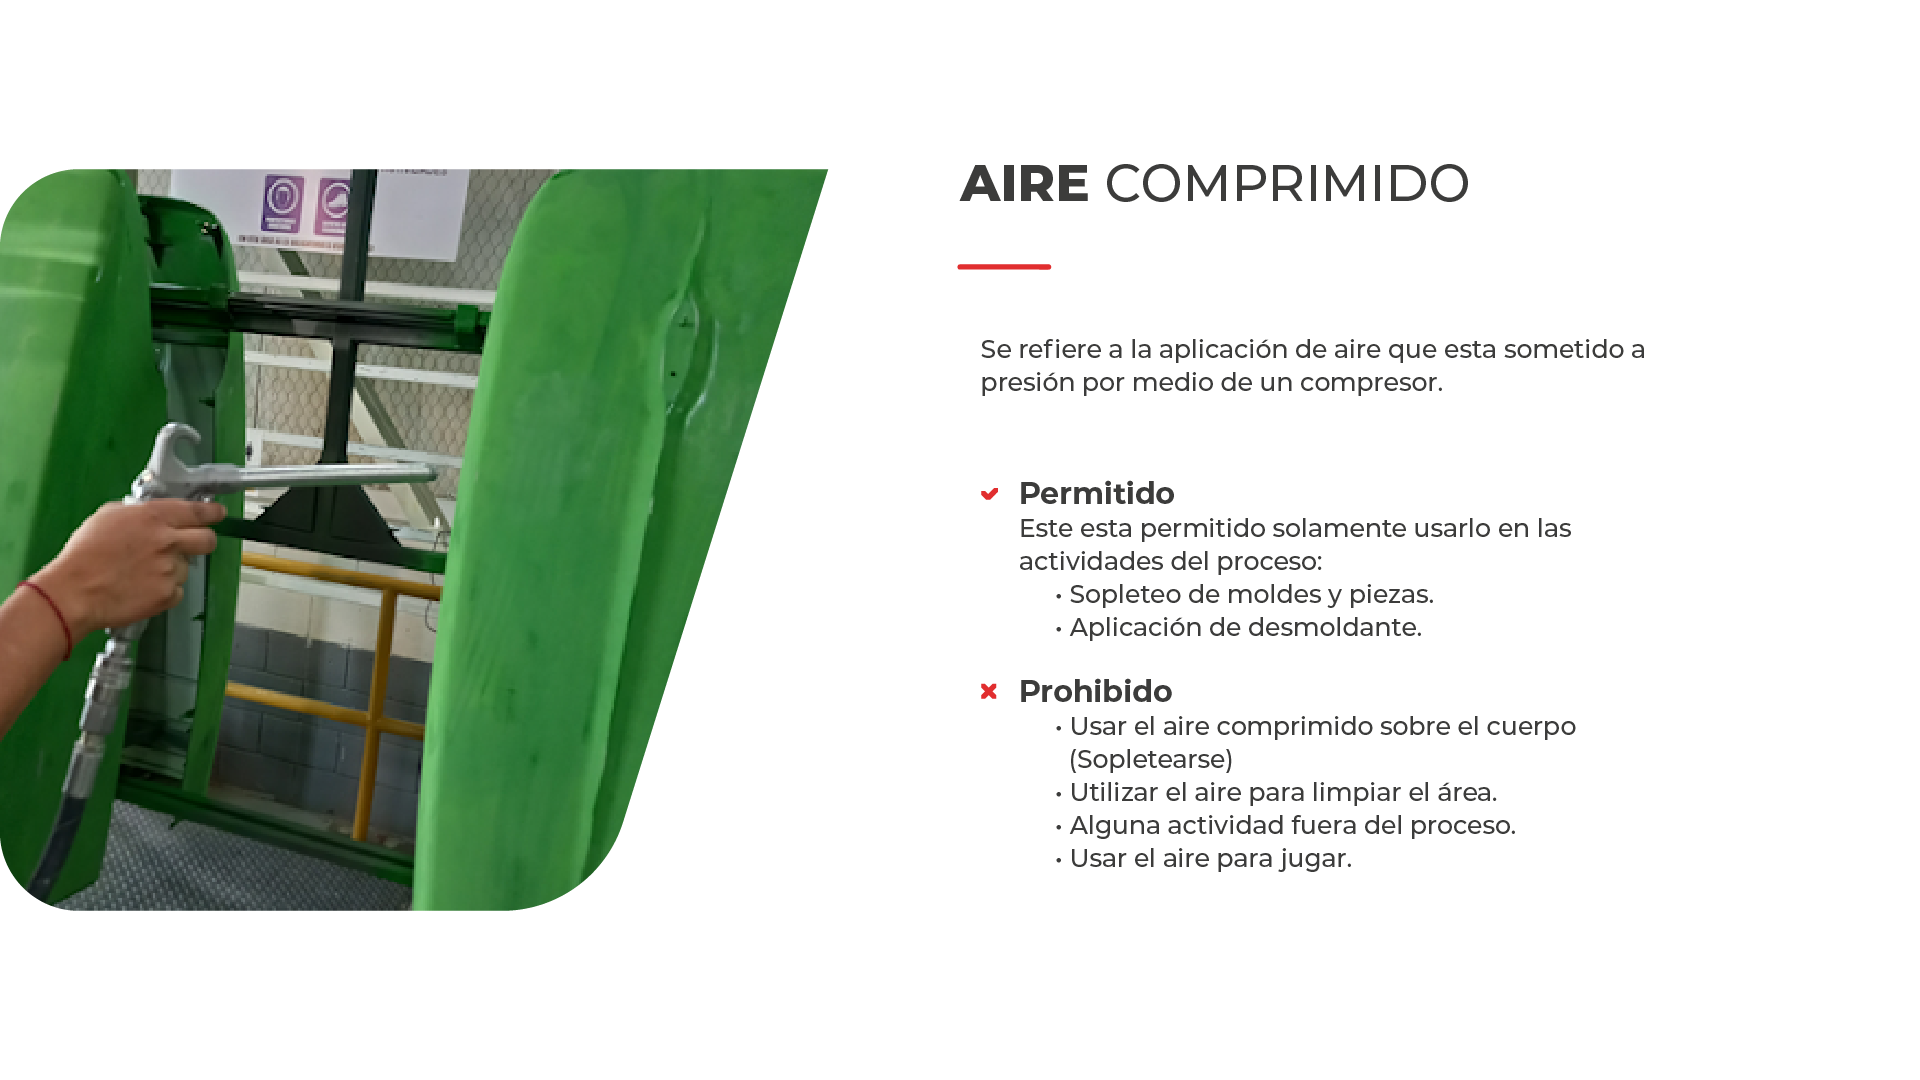 AIRE COMPRIMIDO
Se refiere a la aplicación de aire que esta sometido a
presión por medio de un compresor.
Permitido
Este esta permitido solamente usarlo en las
actividades del proceso:
• Sopleteo de moldes y piezas.
• Aplicación de desmoldante.
Prohibido
• Usar el aire comprimido sobre el cuerpo
(Sopletearse)
• Utilizar el aire para limpiar el área.
• Alguna actividad fuera del proceso.
• Usar el aire para jugar.